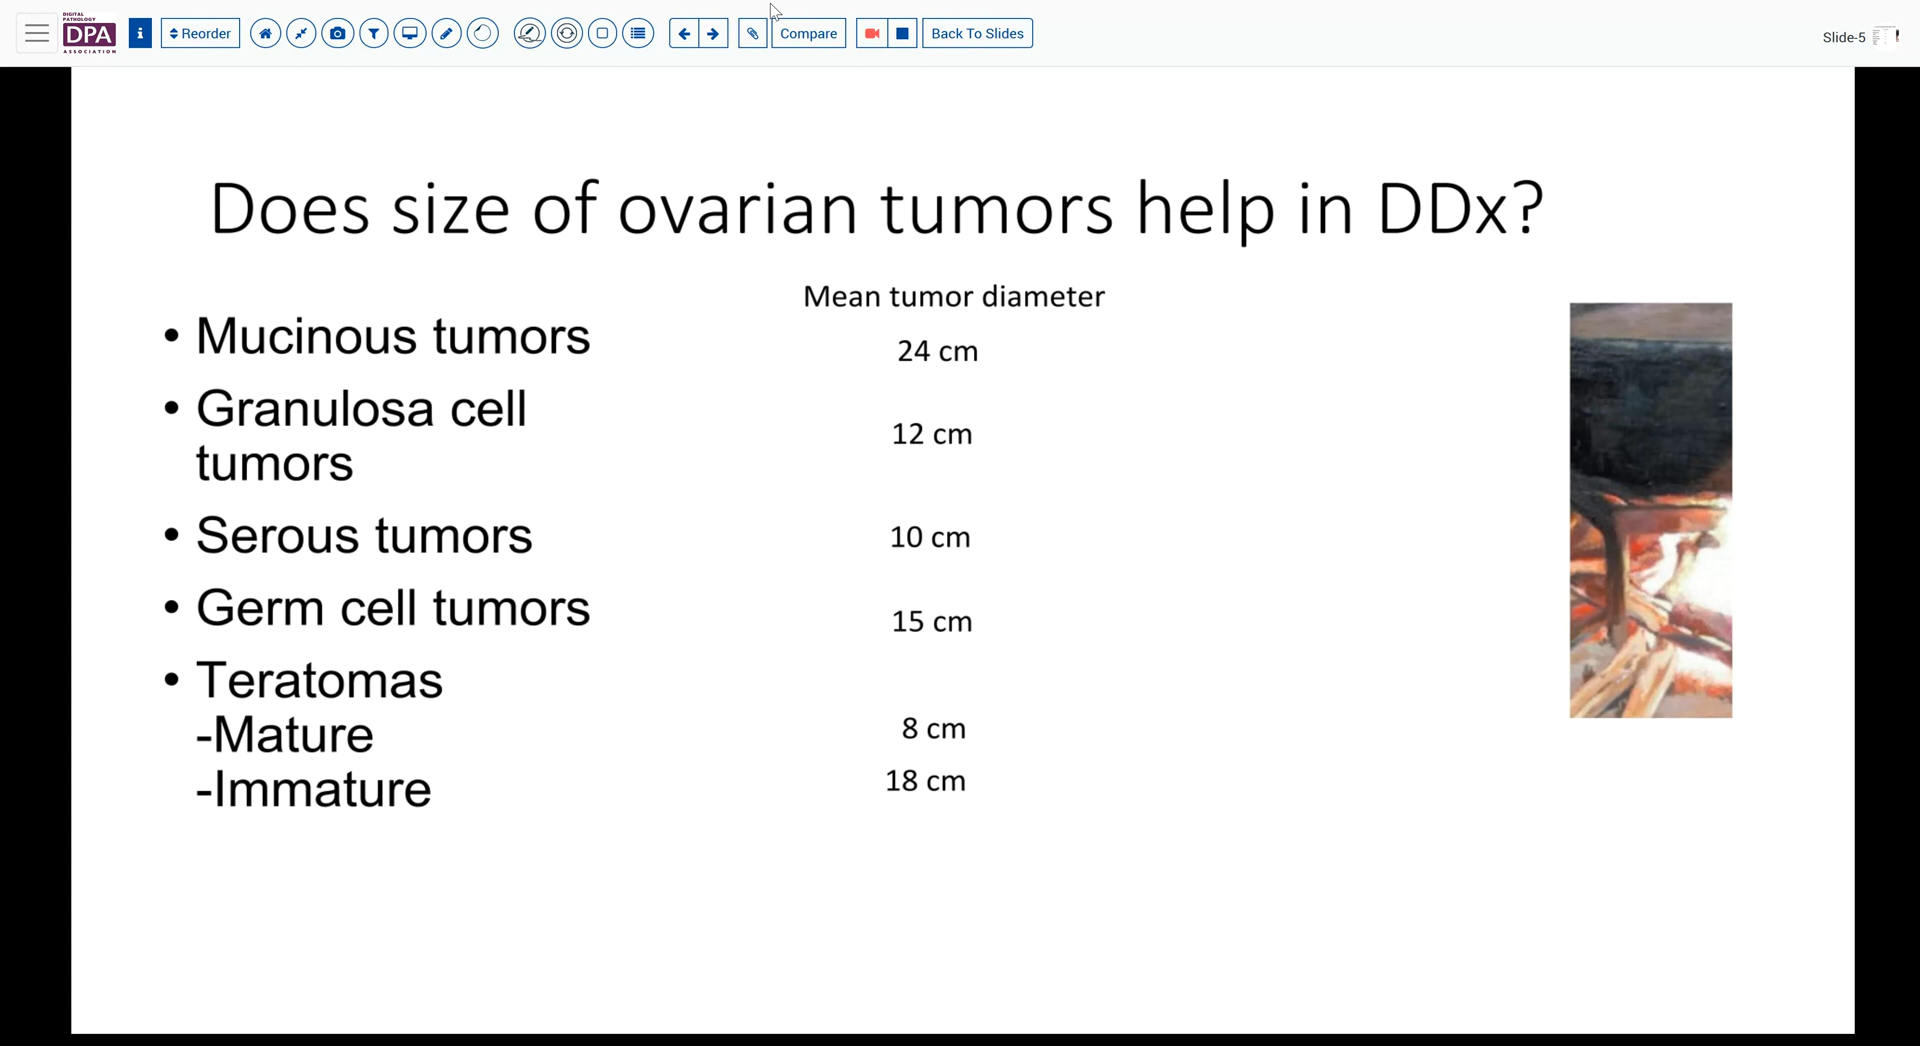 DIGITAL
PATHOLOGY
DPA
ASSOCIATION
i
Reorder
Compare
Back To Slides
Slide-5
Does size of ovarian tumors help in DDx?
Mean tumor diameter
• Mucinous tumors 24 cm
• Granulosa cell
tumors 12 cm
• Serous tumors 10 cm
• Germ cell tumors 15 cm
• Teratomas
-Mature 8 cm
-Immature 18 cm